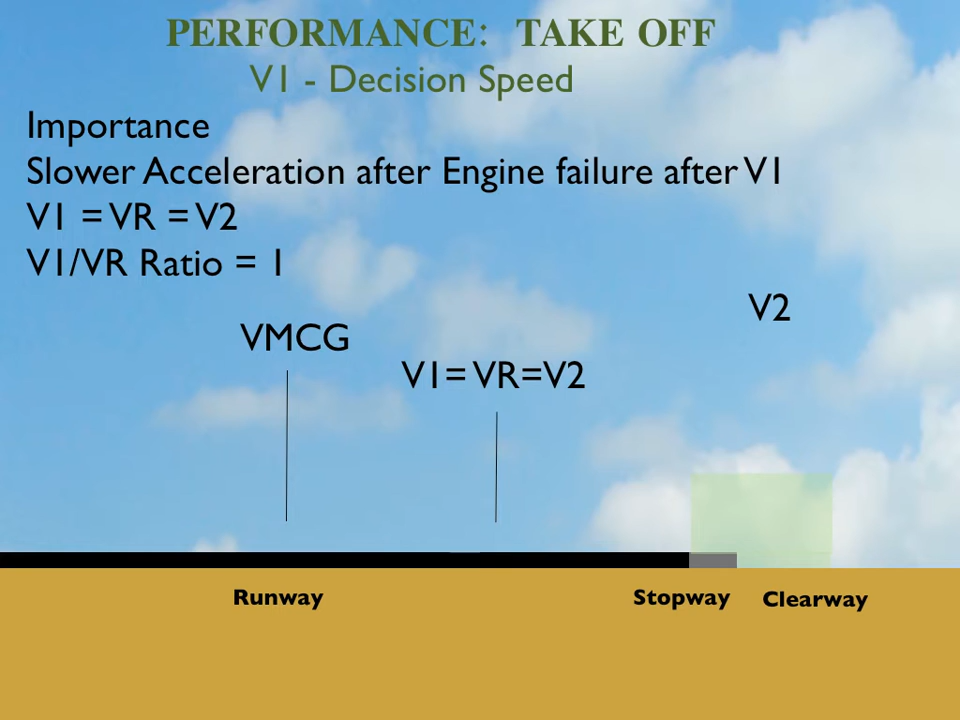 PERFORMANCE: TAKE OFF
V1 - Decision Speed
Importance
Slower Acceleration after Engine failure after V1
V1 = VR = V2
V1/VR Ratio = 1
V2
VMCG
V1= VR=V2
Runway
Stopway
Clearway